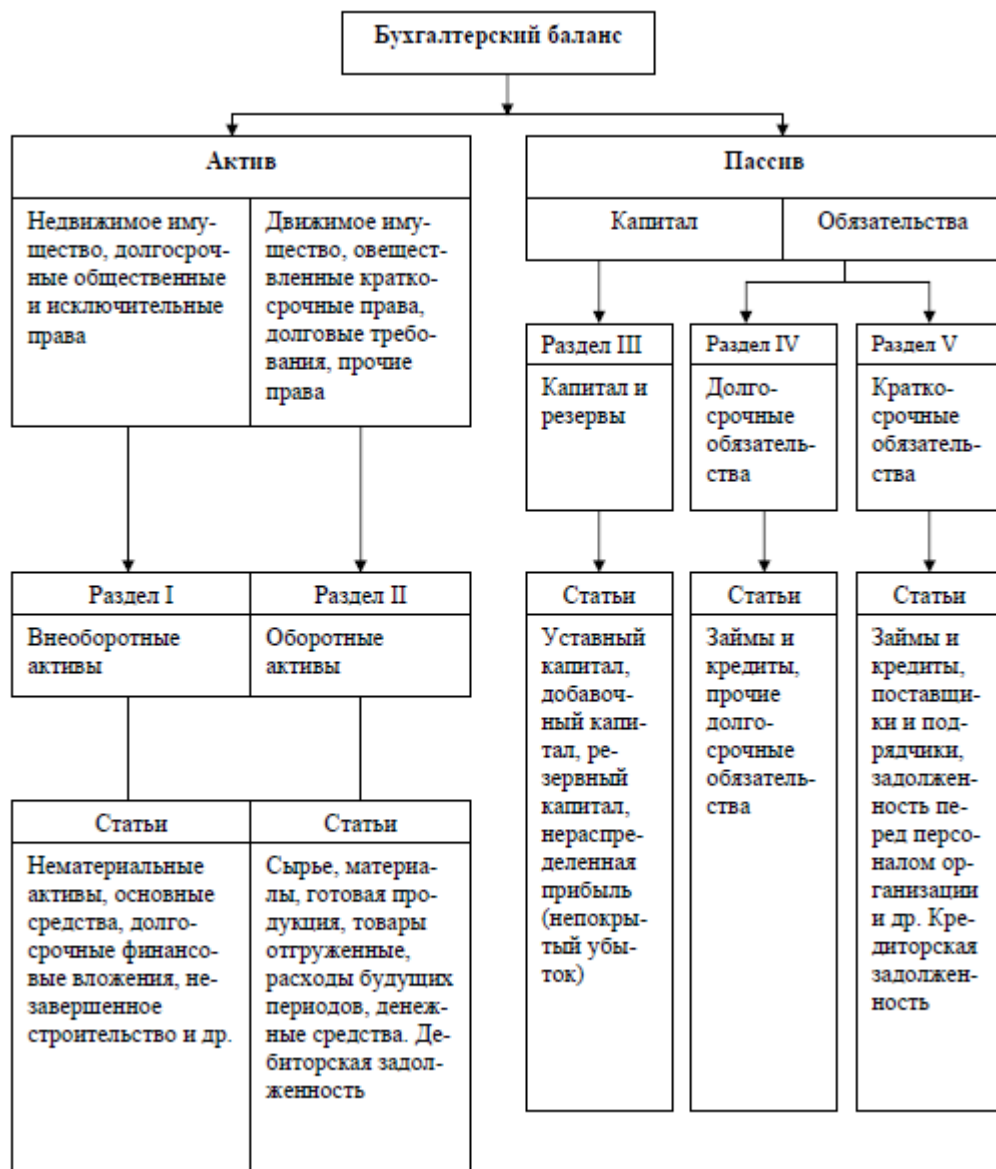 Бухгалтерский баланс
Актив
Недвижимое иму-
щество, долгосроч-
ные общественные
и исключительные
права
Движимое иму-
щество, овещест-
вленные кратко-
срочные права,
долговые требо-
вания, прочие
права
Раздел I
Внеоборотные
активы
Раздел II
Оборотные
активы
Статьи
Нематериальные
активы, основные
средства, долго-
срочные финансо-
вые вложения, не-
завершенное
строительство и др.
Статьи
Сырье, материа-
лы, готовая про-
дукция, товары
отгруженные,
расходы будущих
периодов, денеж-
ные средства. Де-
биторская задол-
женность
Пассив
Капитал
Обязательства
Раздел III
Капитал и
резервы
Раздел IV
Долго-
срочные
обязатель-
ства
Раздел V
Кратко-
срочные
обязатель-
ства
Статьи
Уставный
капитал,
добавоч-
ный капи-
тал, ре-
зервный
капитал,
нераспре-
деленная
прибыль
(непокры-
тый убы-
ток)
Статьи
Займы и
кредиты,
прочие
долго-
срочные
обязатель-
ства
Статьи
Займы и
кредиты,
поставщи-
ки и под-
рядчики,
задолжен-
ность пе-
ред персо-
налом ор-
ганизации
и др. Кре-
диторская
задолжен-
ность